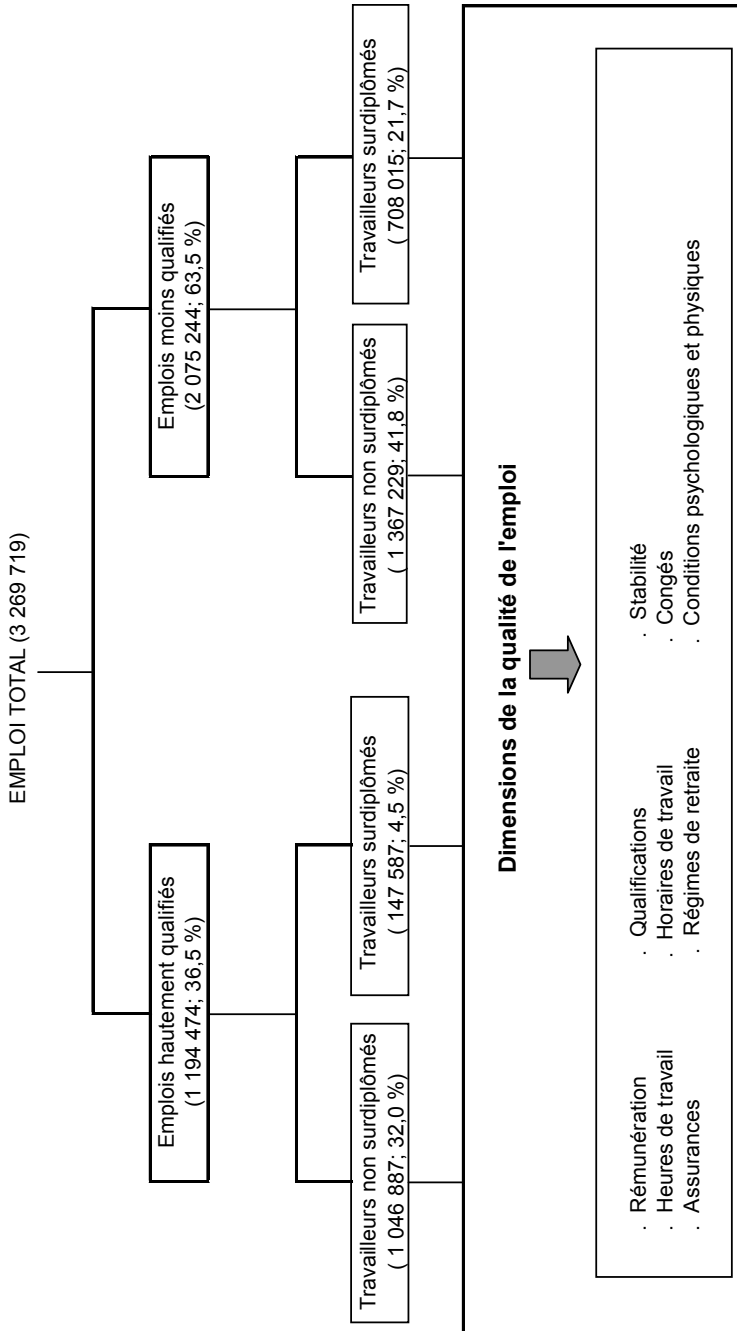 EMPLOI TOTAL (3 269 719)
Emplois hautement qualifiés
(1 194 474; 36,5 %)
Emplois moins qualifiés
(2 075 244; 63,5 %)
Travailleurs non surdiplômés
( 1 046 887; 32,0 %)
Travailleurs surdiplômés
( 147 587; 4,5 %)
Travailleurs non surdiplômés
( 1 367 229; 41,8 %)
Travailleurs surdiplômés
( 708 015; 21,7 %)
Dimensions de la qualité de l'emploi
. Rémunération
. Heures de travail
. Assurances
. Qualifications
. Horaires de travail
. Régimes de retraite
. Stabilité
. Congés
. Conditions psychologiques et physiques